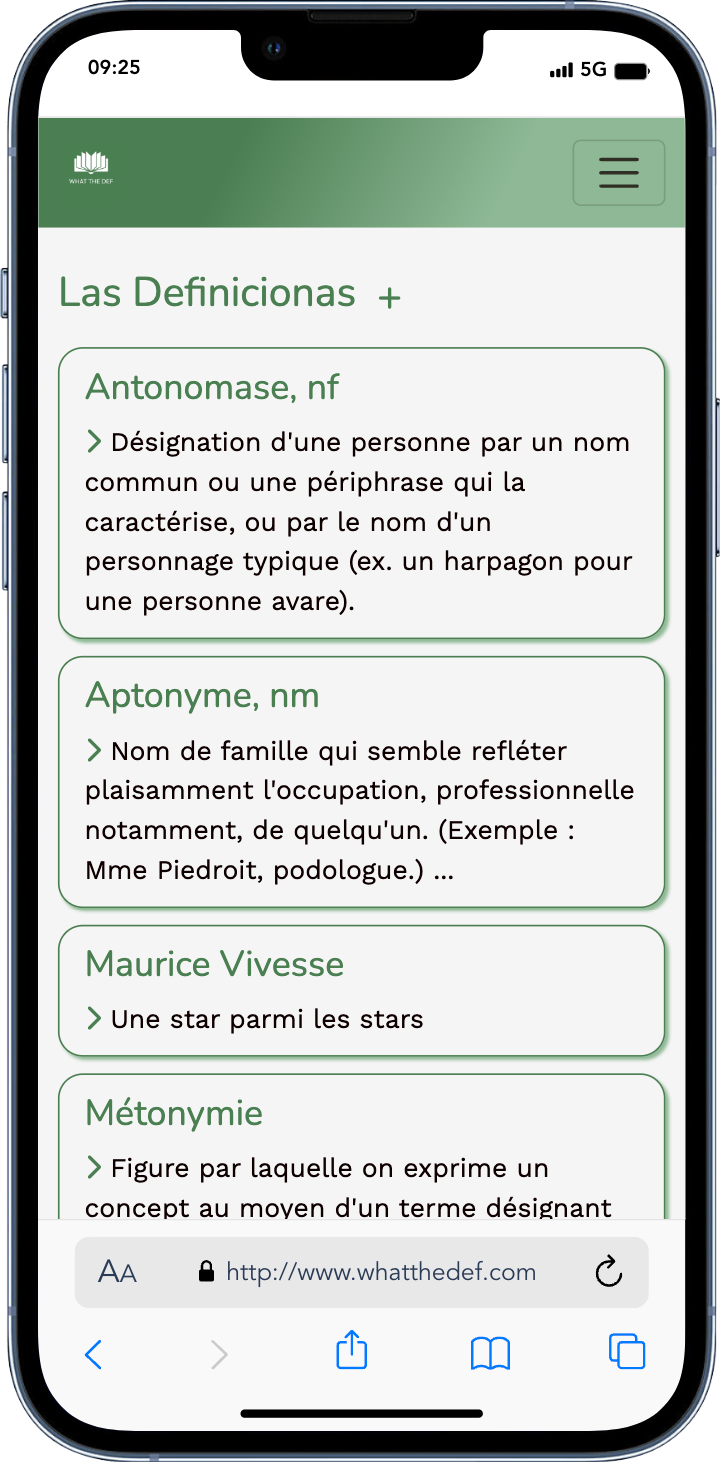 09:25
5G
WHAT THE DEF
Las Definicionas +
Antonomase, nf
Désignation d'une personne par un nom
commun ou une périphrase qui la
caractérise, ou par le nom d'un
personnage typique (ex. un harpagon pour
une personne avare).
Aptonyme, nm
Nom de famille qui semble refléter
plaisamment l'occupation, professionnelle
notamment, de quelqu'un. (Exemple :
Mme Piedroit, podologue.) ...
Maurice Vivesse
Une star parmi les stars
Métonymie
Figure par laquelle on exprime un
concept au moyen d'un terme désignant
AA http://www.whatthedef.com